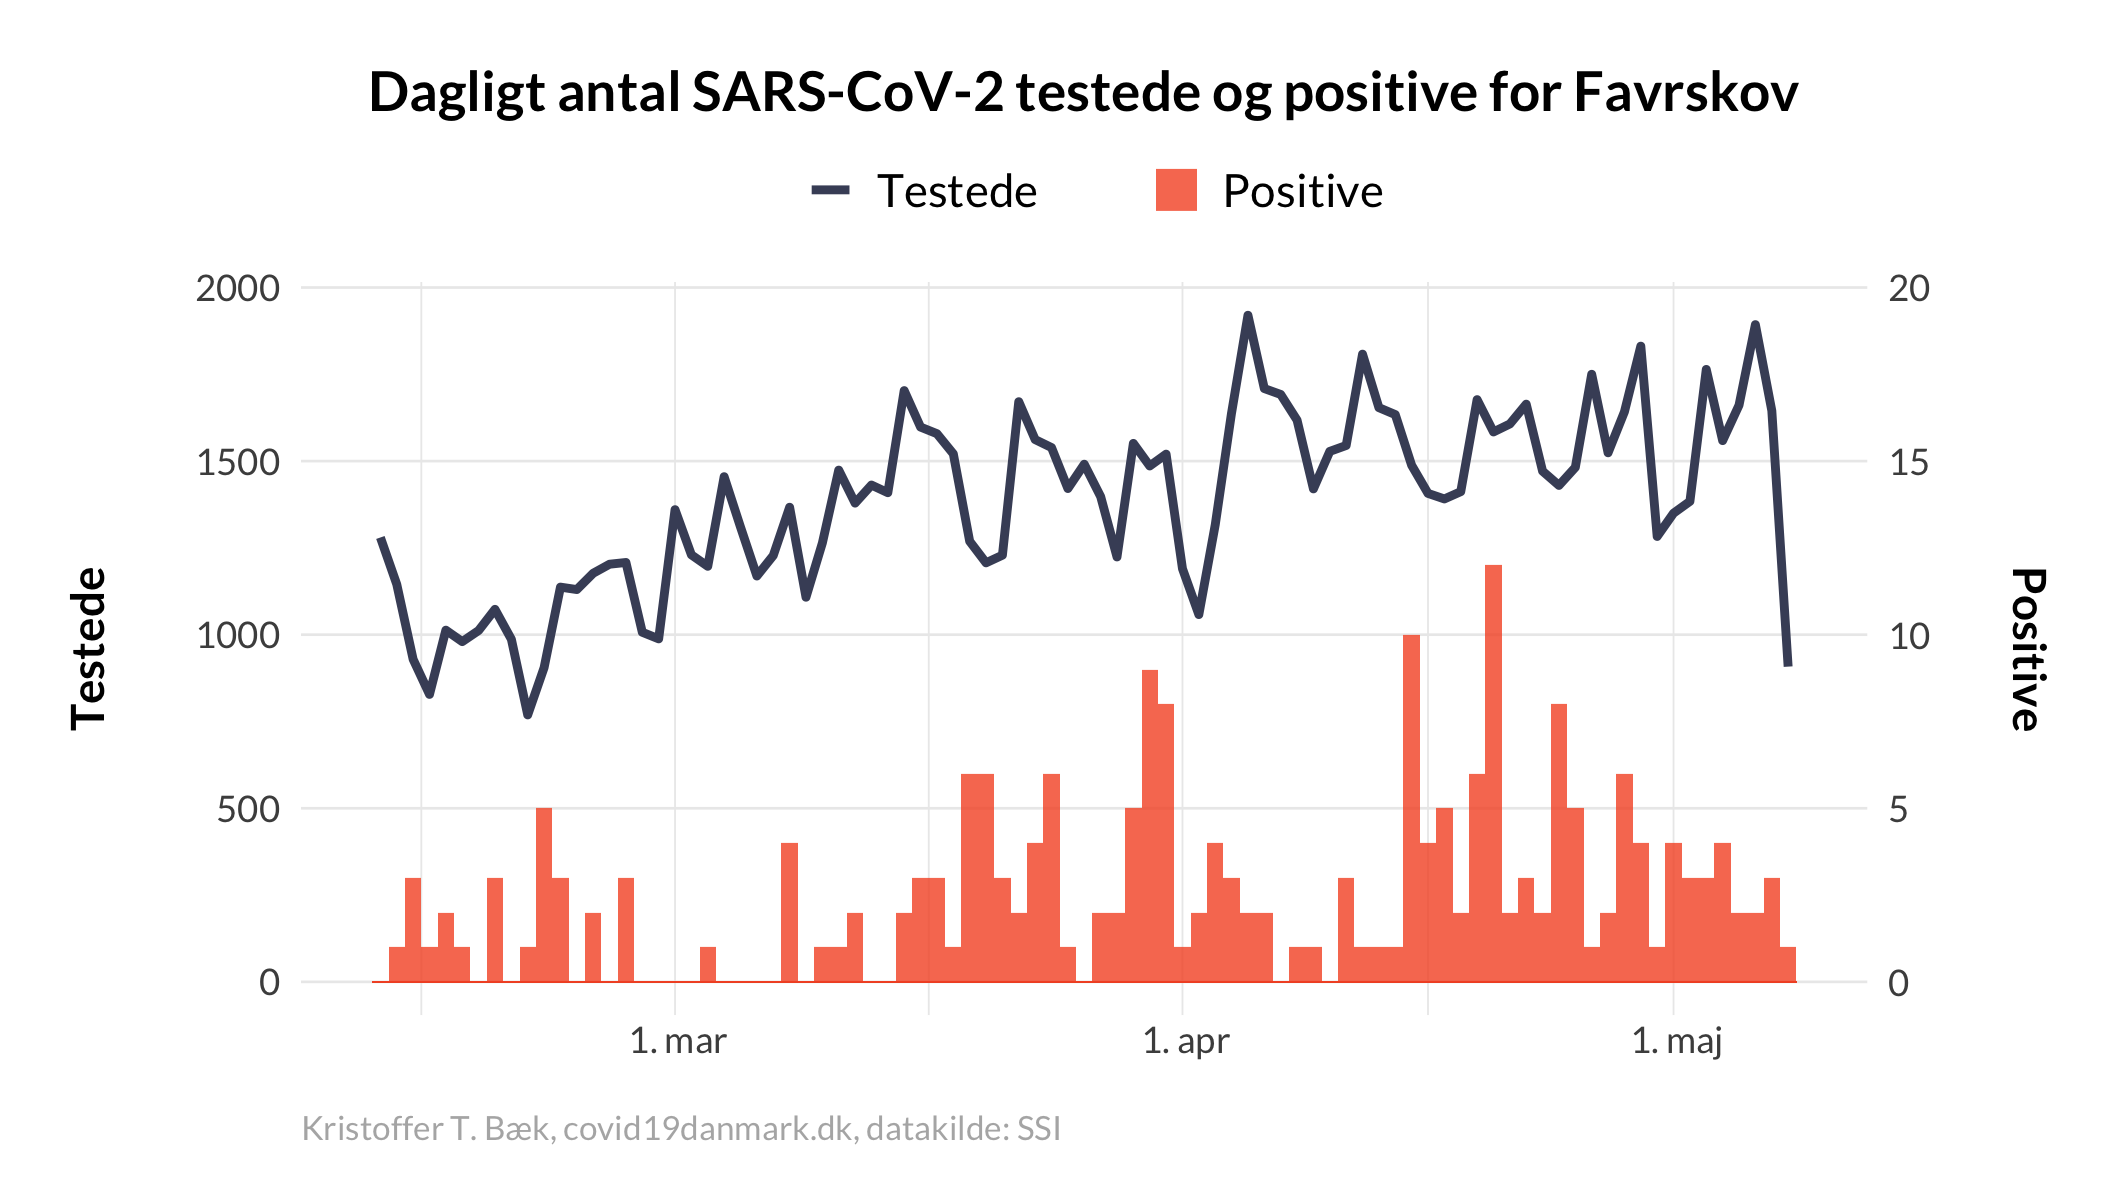 Dagligt antal SARS-CoV-2 testede og positive for Favrskov
Testede
Positive
2000
1500
1000
500
0
20
15
10
5
0
Testede
Positive
1. mar
1. apr
1. maj
Kristoffer T. Bæk, covid19danmark.dk, datakilde: SSI